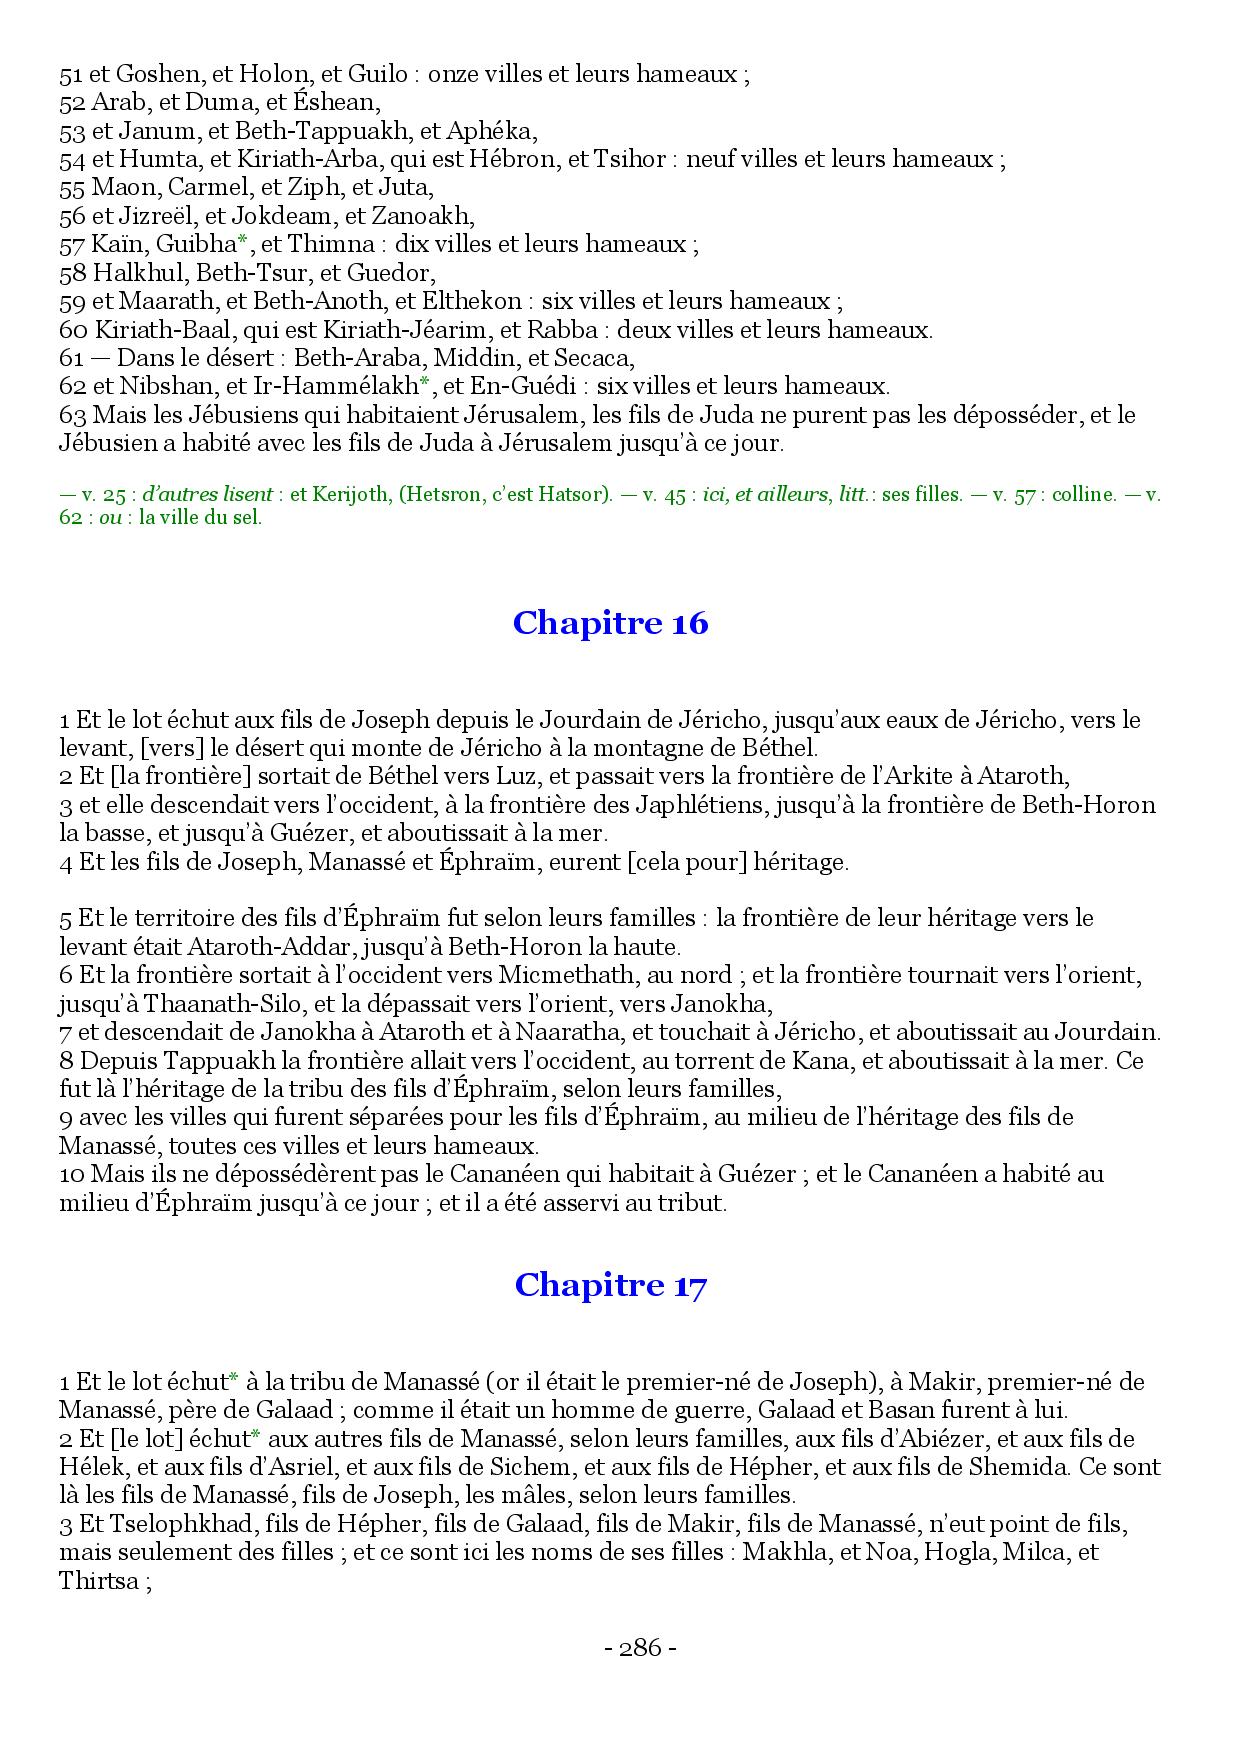 51 et Goshen, et Holon, et Guilo : onze villes et leurs hameaux ;
52 Arab, et Duma, et Éshean,
53 et Janum, et Beth-Tappuakh, et Aphéka,
54 et Humta, et Kiriath-Arba, qui est Hébron, et Tsihor : neuf villes et leurs hameaux ;
55 Maon, Carmel, et Ziph, et Juta,
56 et Jizreël, et Jokdeam, et Zanoakh,
57 Kaïn, Guibha*, et Thimna : dix villes et leurs hameaux ;
58 Halkhul, Beth-Tsur, et Guedor,
59 et Maarath, et Beth-Anoth, et Elthekon : six villes et leurs hameaux ;
60 Kiriath-Baal, qui est Kiriath-Jéarim, et Rabba : deux villes et leurs hameaux.
61 — Dans le désert : Beth-Araba, Middin, et Secaca,
62 et Nibshan, et Ir-Hammélakh*, et En-Guédi : six villes et leurs hameaux.
63 Mais les Jébusiens qui habitaient Jérusalem, les fils de Juda ne purent pas les déposséder, et le
Jébusien a habité avec les fils de Juda à Jérusalem jusqu’à ce jour.
— v. 25 : d’autres lisent : et Kerijoth, (Hetsron, c’est Hatsor). — v. 45 : ici, et ailleurs, litt.: ses filles. — v. 57 : colline. — v.
62 : ou : la ville du sel.
Chapitre 16
1 Et le lot échut aux fils de Joseph depuis le Jourdain de Jéricho, jusqu’aux eaux de Jéricho, vers le
levant, [vers] le désert qui monte de Jéricho à la montagne de Béthel.
2 Et [la frontière] sortait de Béthel vers Luz, et passait vers la frontière de l’Arkite à Ataroth,
3 et elle descendait vers l’occident, à la frontière des Japhlétiens, jusqu’à la frontière de Beth-Horon
la basse, et jusqu’à Guézer, et aboutissait à la mer.
4 Et les fils de Joseph, Manassé et Éphraïm, eurent [cela pour] héritage.
5 Et le territoire des fils d’Éphraïm fut selon leurs familles : la frontière de leur héritage vers le
levant était Ataroth-Addar, jusqu’à Beth-Horon la haute.
6 Et la frontière sortait à l’occident vers Micmethath, au nord ; et la frontière tournait vers l’orient,
jusqu’à Thaanath-Silo, et la dépassait vers l’orient, vers Janokha,
7 et descendait de Janokha à Ataroth et à Naaratha, et touchait à Jéricho, et aboutissait au Jourdain.
8 Depuis Tappuakh la frontière allait vers l’occident, au torrent de Kana, et aboutissait à la mer. Ce
fut là l’héritage de la tribu des fils d’Éphraïm, selon leurs familles,
9 avec les villes qui furent séparées pour les fils d’Éphraïm, au milieu de l’héritage des fils de
Manassé, toutes ces villes et leurs hameaux.
10 Mais ils ne dépossédèrent pas le Cananéen qui habitait à Guézer ; et le Cananéen a habité au
milieu d’Éphraïm jusqu’à ce jour ; et il a été asservi au tribut.
Chapitre 17
1 Et le lot échut* à la tribu de Manassé (or il était le premier-né de Joseph), à Makir, premier-né de
Manassé, père de Galaad ; comme il était un homme de guerre, Galaad et Basan furent à lui.
2 Et [le lot] échut* aux autres fils de Manassé, selon leurs familles, aux fils d’Abiézer, et aux fils de
Hélek, et aux fils d’Asriel, et aux fils de Sichem, et aux fils de Hépher, et aux fils de Shemida. Ce sont
là les fils de Manassé, fils de Joseph, les mâles, selon leurs familles.
3 Et Tselophkhad, fils de Hépher, fils de Galaad, fils de Makir, fils de Manassé, n’eut point de fils,
mais seulement des filles ; et ce sont ici les noms de ses filles : Makhla, et Noa, Hogla, Milca, et
Thirtsa ;
- 286 -